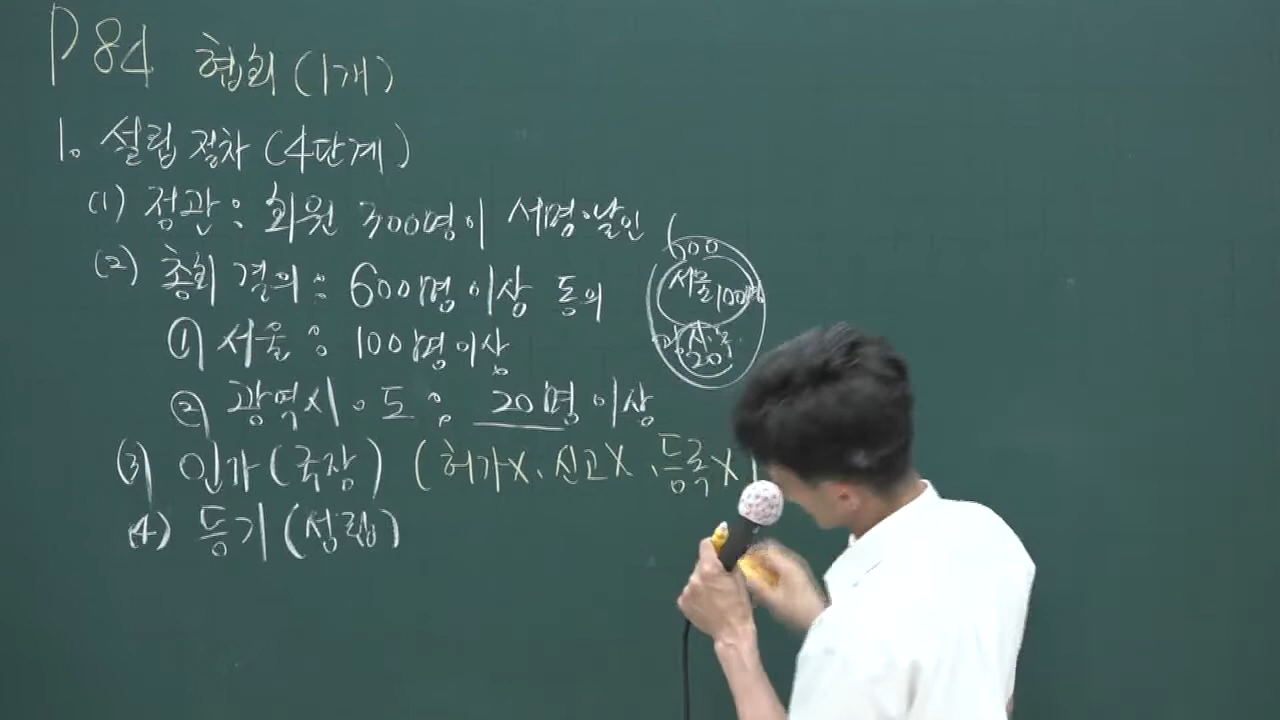 P 84 협회 (1개)
1. 설립 절차 (4단계)
(1) 정관 : 회원 300명이 서명·날인
(2) 총회 결의 : 600명 이상 동의
① 서울 : 100명 이상
② 광역시·도 : 20명 이상
(3) 인가 (국장) (허가X, 신고X, 등록X)
(4) 등기 (성립)
600
서울
100명
광, 시·도
20